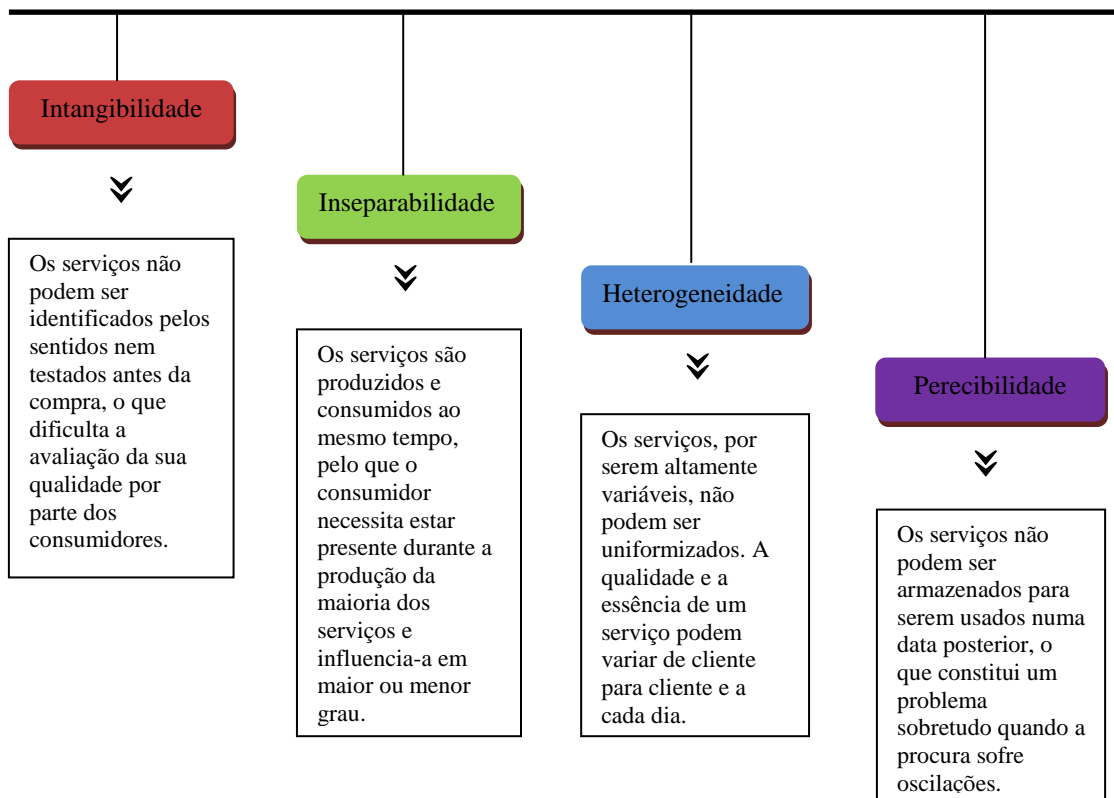 Intangibilidade
Os serviços não
podem ser
identificados pelos
sentidos nem
testados antes da
compra, o que
dificulta a
avaliação da sua
qualidade por
parte dos
consumidores.
Inseparabilidade
Os serviços são
produzidos e
consumidos ao
mesmo tempo,
pelo que o
consumidor
necessita estar
presente durante a
produção da
maioria dos
serviços e
influencia-a em
maior ou menor
grau.
Heterogeneidade
Os serviços, por
serem altamente
variáveis, não
podem ser
uniformizados. A
qualidade e a
essência de um
serviço podem
variar de cliente
para cliente e a
cada dia.
Perecibilidade
Os serviços não
podem ser
armazenados para
serem usados numa
data posterior, o
que constitui um
problema
sobretudo quando a
procura sofre
oscilações.